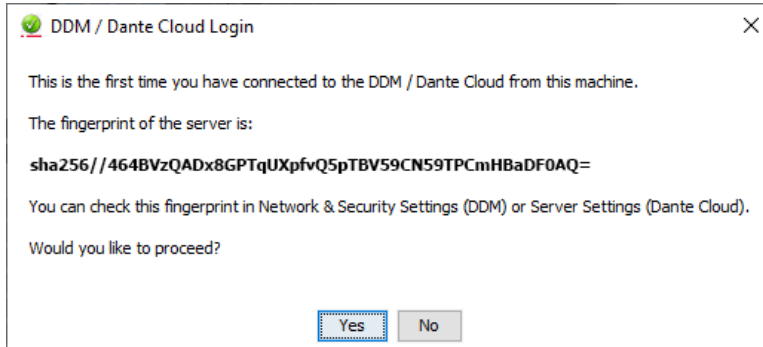 DDM / Dante Cloud Login
This is the first time you have connected to the DDM / Dante Cloud from this machine.
The fingerprint of the server is:
sha256//464BVzQADx8GPTqUXpfvQ5pTBV59CN59TPCmHBaDF0AQ=
You can check this fingerprint in Network & Security Settings (DDM) or Server Settings (Dante Cloud).
Would you like to proceed?
Yes
No